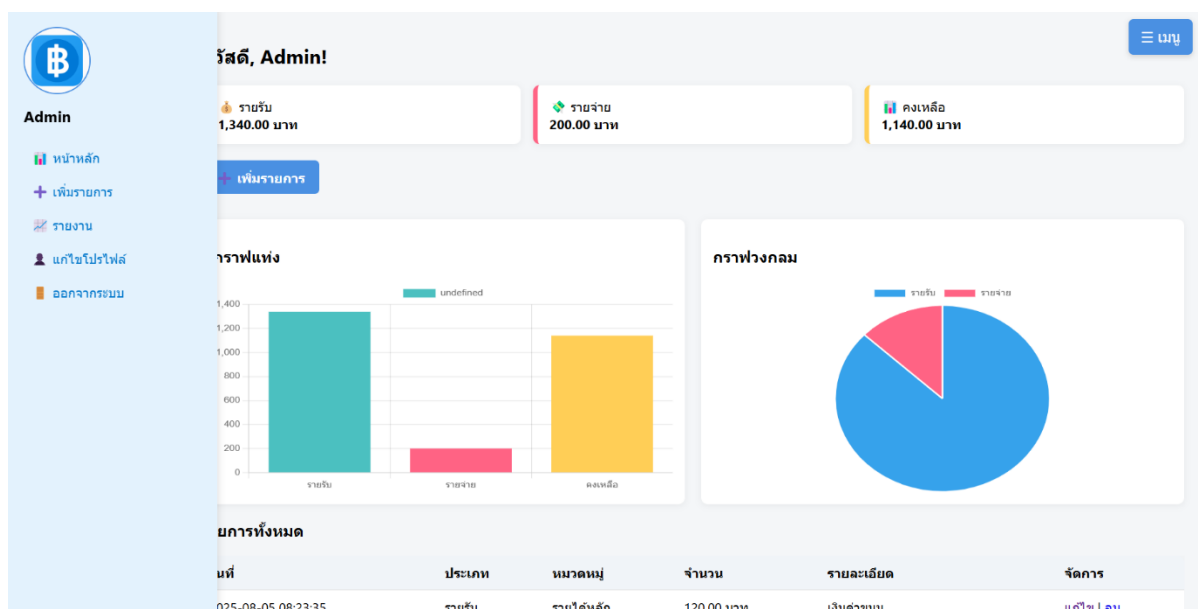 วัสดี, Admin!
☰ เมนู
Admin
หน้าหลัก
เพิ่มรายการ
รายงาน
แก้ไขโปรไฟล์
ออกจากระบบ
รายรับ
1,340.00 บาท
รายจ่าย
200.00 บาท
คงเหลือ
1,140.00 บาท
เพิ่มรายการ
กราฟแท่ง
undefined
1,400
1,200
1,000
800
600
400
200
0
รายรับ
รายจ่าย
คงเหลือ
กราฟวงกลม
รายรับ
รายจ่าย
ยการทั้งหมด
นที่
ประเภท
หมวดหมู่
จำนวน
รายละเอียด
จัดการ
025-08-05 08:23:35
รายรับ
รายได้หลัก
120.00 บาท
เงินค่าขนม
แก้ไข | ลบ